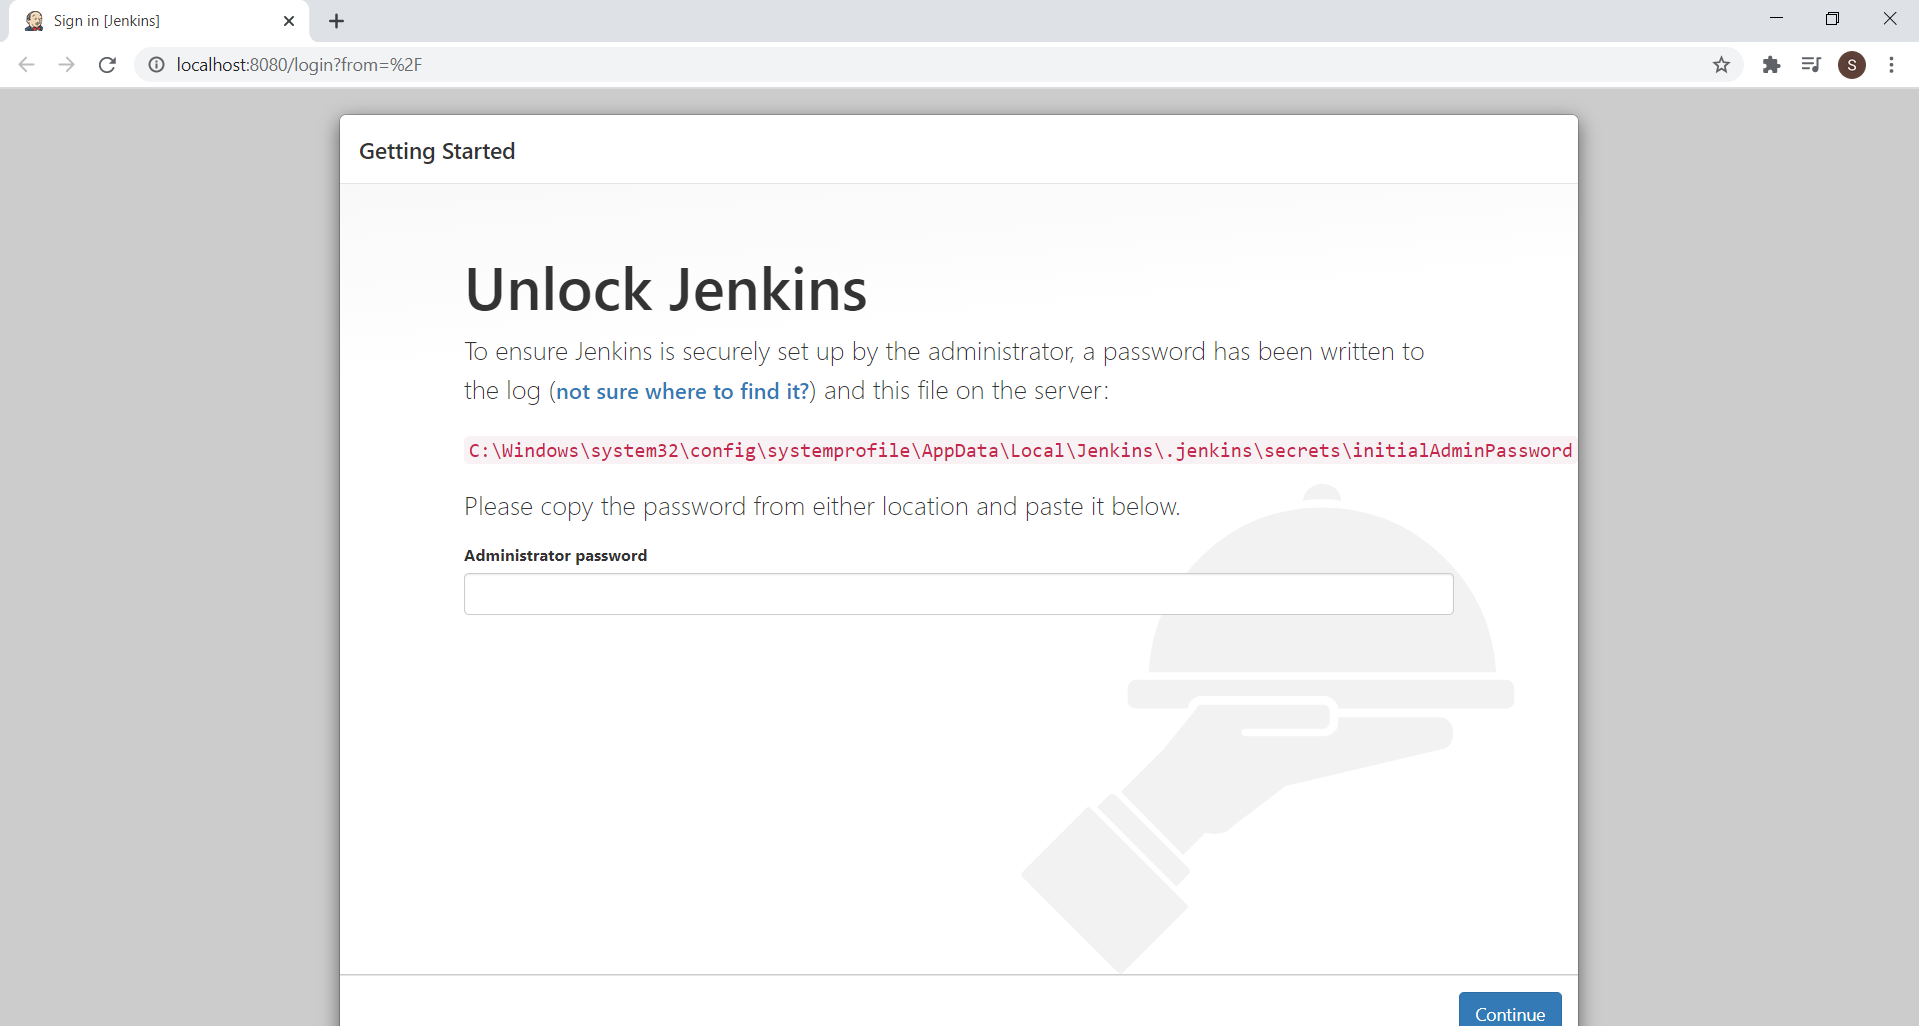 Sign in [Jenkins]
localhost:8080/login?from=%2F
S
Getting Started
Unlock Jenkins
To ensure Jenkins is securely set up by the administrator, a password has been written to
the log (not sure where to find it?) and this file on the server:
C:\Windows\system32\config\systemprofile\AppData\Local\Jenkins\.jenkins\secrets\initialAdminPassword
Please copy the password from either location and paste it below.
Administrator password
Continue